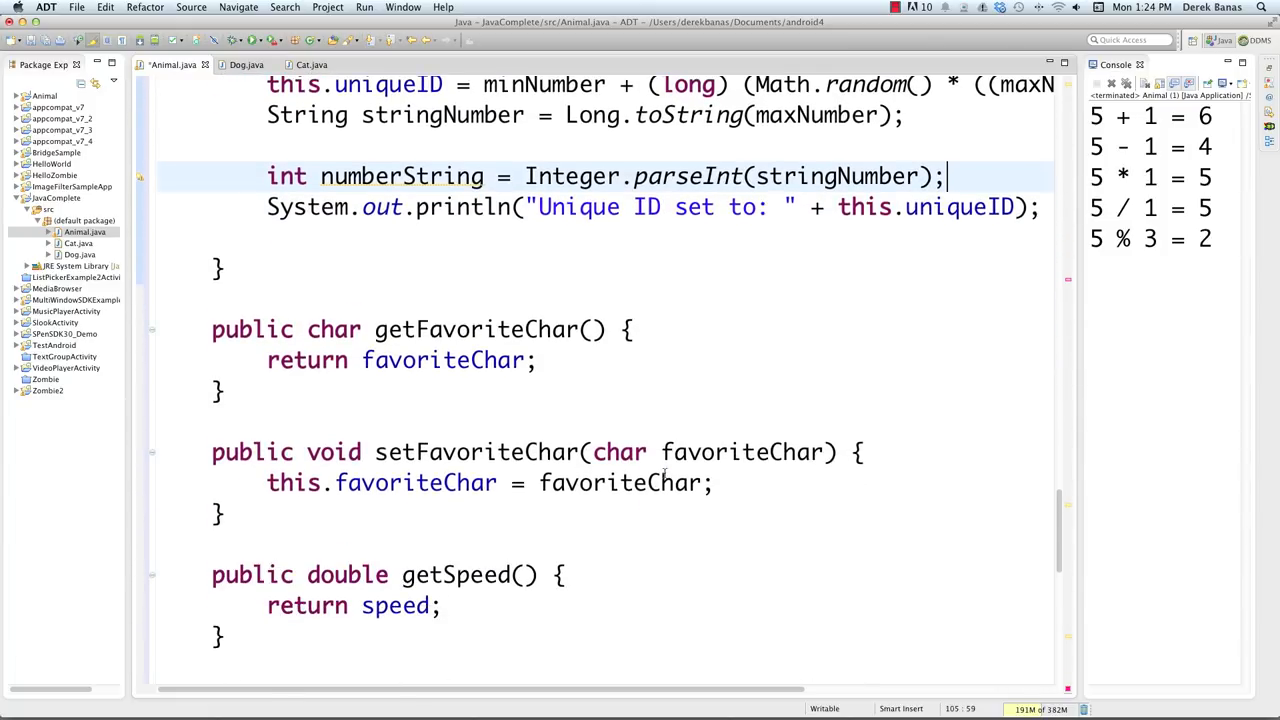 ADT File Edit Refactor Source Navigate Search Project Run Window Help 10 Mon 1:24 PM Derek Banas
Java - JavaComplete/src/Animal.java - ADT - /Users/derekbanas/Documents/android4
Quick Access Java DDMS
Package Exp
*Animal.java Dog.java Cat.java
Console
<terminated> Animal (1) [Java Application] /S
Animal
appcompat_v7
appcompat_v7_2
appcompat_v7_3
appcompat_v7_4
BridgeSample
HelloWorld
HelloZombie
ImageFilterSampleApp
JavaComplete
src
(default package)
Animal.java
Cat.java
Dog.java
JRE System Library [Ja
ListPickerExample2Activi
MediaBrowser
MultiWindowSDKExample
MusicPlayerActivity
SlookActivity
SPenSDK30_Demo
TestAndroid
TextGroupActivity
VideoPlayerActivity
Zombie
Zombie2
this.uniqueID = minNumber + (long) (Math.random() * ((maxN
String stringNumber = Long.toString(maxNumber);
int numberString = Integer.parseInt(stringNumber);
System.out.println("Unique ID set to: " + this.uniqueID);
}
public char getFavoriteChar() {
return favoriteChar;
}
public void setFavoriteChar(char favoriteChar) {
this.favoriteChar = favoriteChar;
}
public double getSpeed() {
return speed;
}
5 + 1 = 6
5 - 1 = 4
5 * 1 = 5
5 / 1 = 5
5 % 3 = 2
Writable Smart Insert 105 : 59 191M of 382M